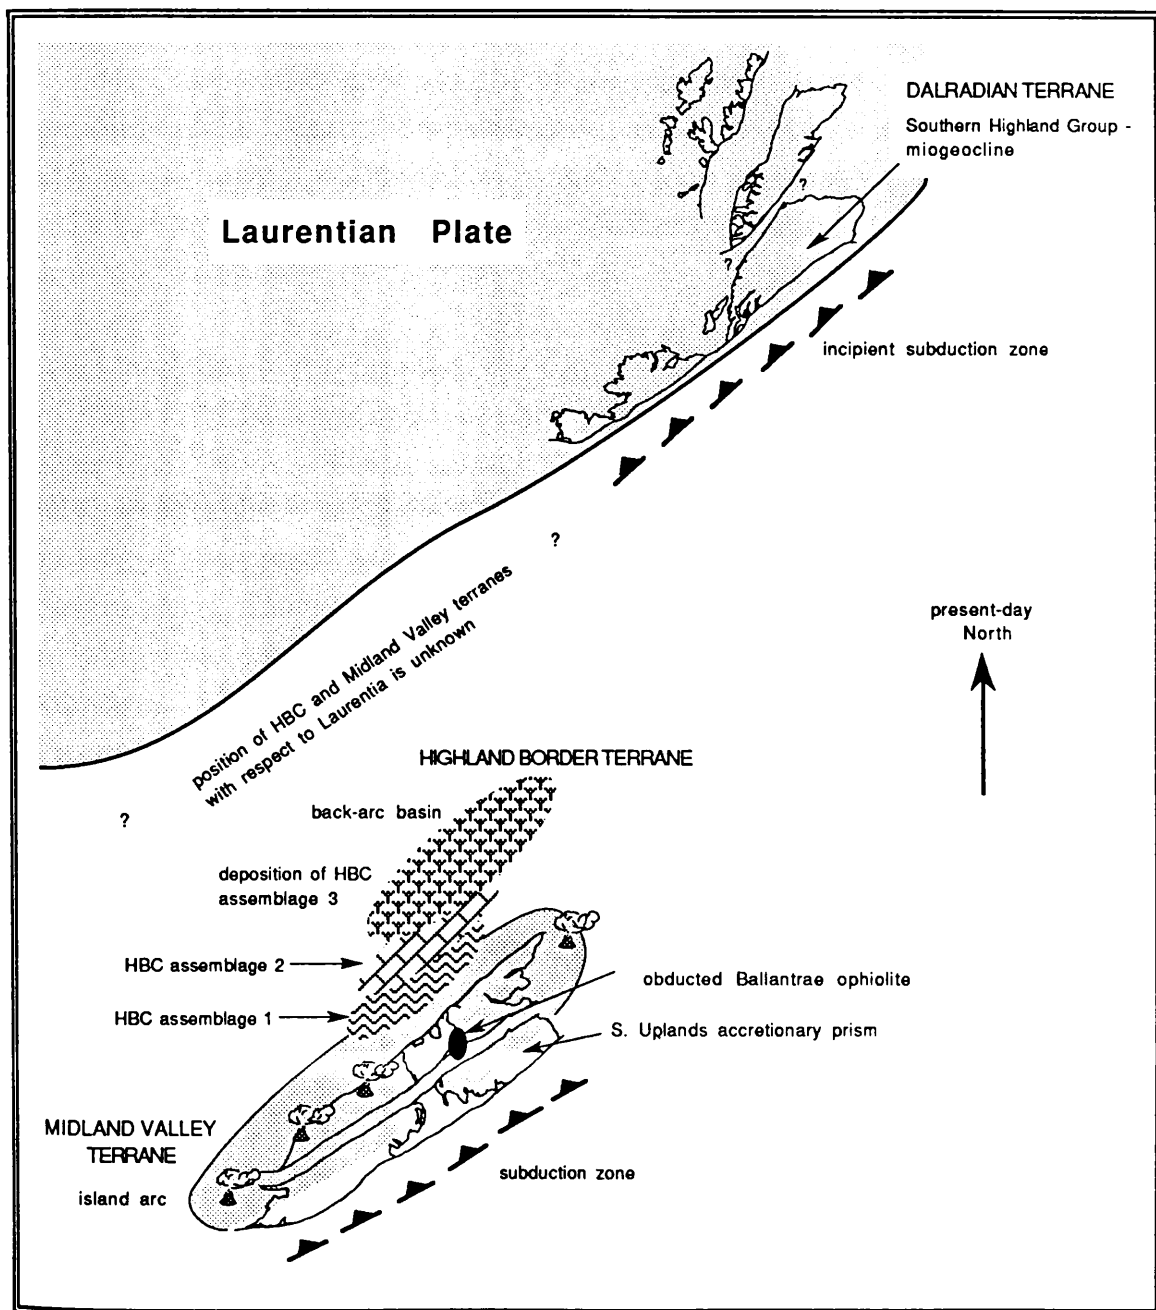 DALRADIAN TERRANE
Southern Highland Group -
miogeocline
?
Laurentian Plate
?
incipient subduction zone
?
position of HBC and Midland Valley terranes
with respect to Laurentia is unknown
present-day
North
HIGHLAND BORDER TERRANE
?
back-arc basin
deposition of HBC
assemblage 3
HBC assemblage 2
obducted Ballantrae ophiolite
HBC assemblage 1
S. Uplands accretionary prism
MIDLAND VALLEY
TERRANE
subduction zone
island arc